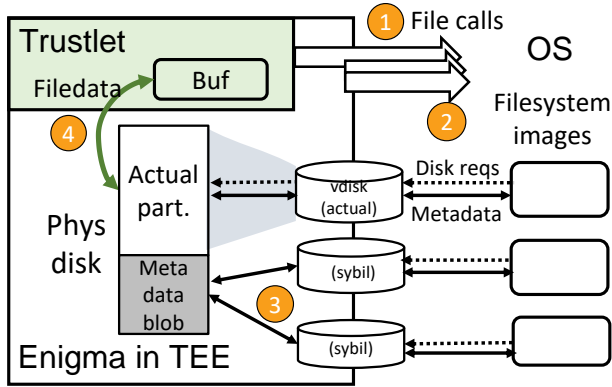 Trustlet
1
File calls
OS
Filedata
Buf
2
Filesystem
images
4
Actual
part.
vdisk
(actual)
Disk reqs
Metadata
Phys
disk
Meta
data
blob
(sybil)
3
(sybil)
Enigma in TEE